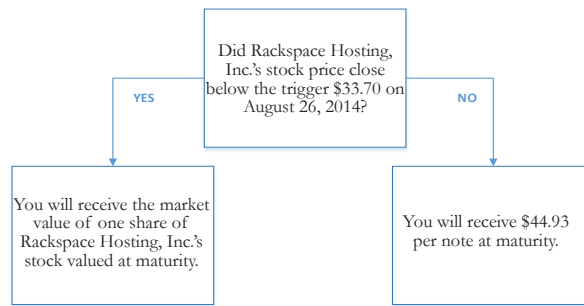 Did Rackspace Hosting,
Inc.'s stock price close
below the trigger $33.70 on
August 26, 2014?
YES
NO
You will receive the market
value of one share of
Rackspace Hosting, Inc.'s
stock valued at maturity.
You will receive $44.93
per note at maturity.